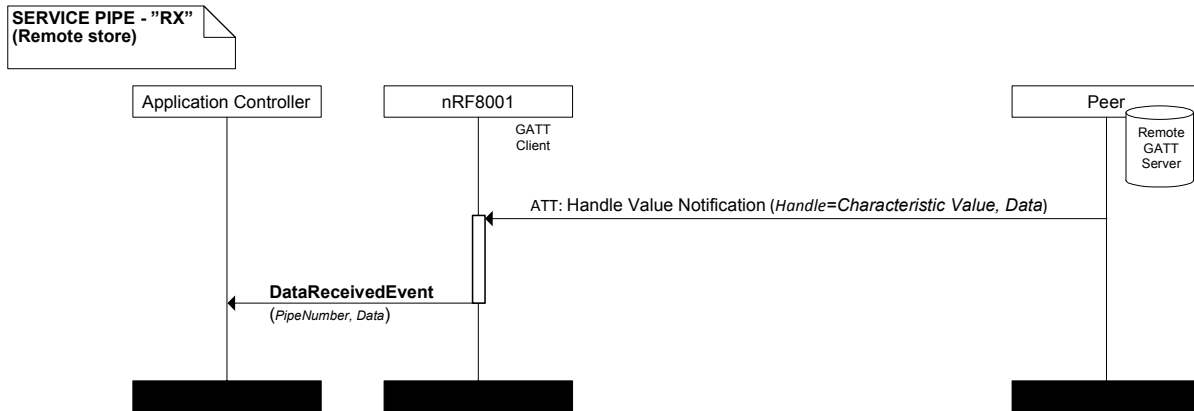 SERVICE PIPE - ”RX”
(Remote store)
Application Controller
nRF8001
Peer
GATT
Client
Remote
GATT
Server
ATT: Handle Value Notification (Handle=Characteristic Value, Data)
DataReceivedEvent
(PipeNumber, Data)